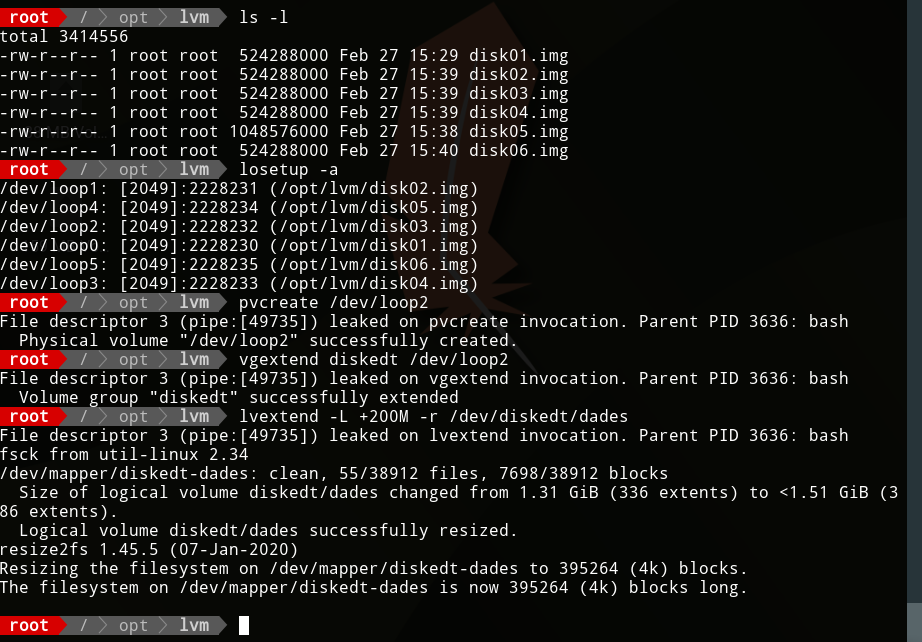 root / opt lvm ls -l
total 3414556
-rw-r--r-- 1 root root  524288000 Feb 27 15:29 disk01.img
-rw-r--r-- 1 root root  524288000 Feb 27 15:39 disk02.img
-rw-r--r-- 1 root root  524288000 Feb 27 15:39 disk03.img
-rw-r--r-- 1 root root  524288000 Feb 27 15:39 disk04.img
-rw-r--r-- 1 root root 1048576000 Feb 27 15:38 disk05.img
-rw-r--r-- 1 root root  524288000 Feb 27 15:40 disk06.img
root / opt lvm losetup -a
/dev/loop1: [2049]:2228231 (/opt/lvm/disk02.img)
/dev/loop4: [2049]:2228234 (/opt/lvm/disk05.img)
/dev/loop2: [2049]:2228232 (/opt/lvm/disk03.img)
/dev/loop0: [2049]:2228230 (/opt/lvm/disk01.img)
/dev/loop5: [2049]:2228235 (/opt/lvm/disk06.img)
/dev/loop3: [2049]:2228233 (/opt/lvm/disk04.img)
root / opt lvm pvcreate /dev/loop2
File descriptor 3 (pipe:[49735]) leaked on pvcreate invocation. Parent PID 3636: bash
  Physical volume "/dev/loop2" successfully created.
root / opt lvm vgextend diskedt /dev/loop2
File descriptor 3 (pipe:[49735]) leaked on vgextend invocation. Parent PID 3636: bash
  Volume group "diskedt" successfully extended
root / opt lvm lvextend -L +200M -r /dev/diskedt/dades
File descriptor 3 (pipe:[49735]) leaked on lvextend invocation. Parent PID 3636: bash
fsck from util-linux 2.34
/dev/mapper/diskedt-dades: clean, 55/38912 files, 7698/38912 blocks
  Size of logical volume diskedt/dades changed from 1.31 GiB (336 extents) to <1.51 GiB (3
86 extents).
  Logical volume diskedt/dades successfully resized.
resize2fs 1.45.5 (07-Jan-2020)
Resizing the filesystem on /dev/mapper/diskedt-dades to 395264 (4k) blocks.
The filesystem on /dev/mapper/diskedt-dades is now 395264 (4k) blocks long.
root / opt lvm